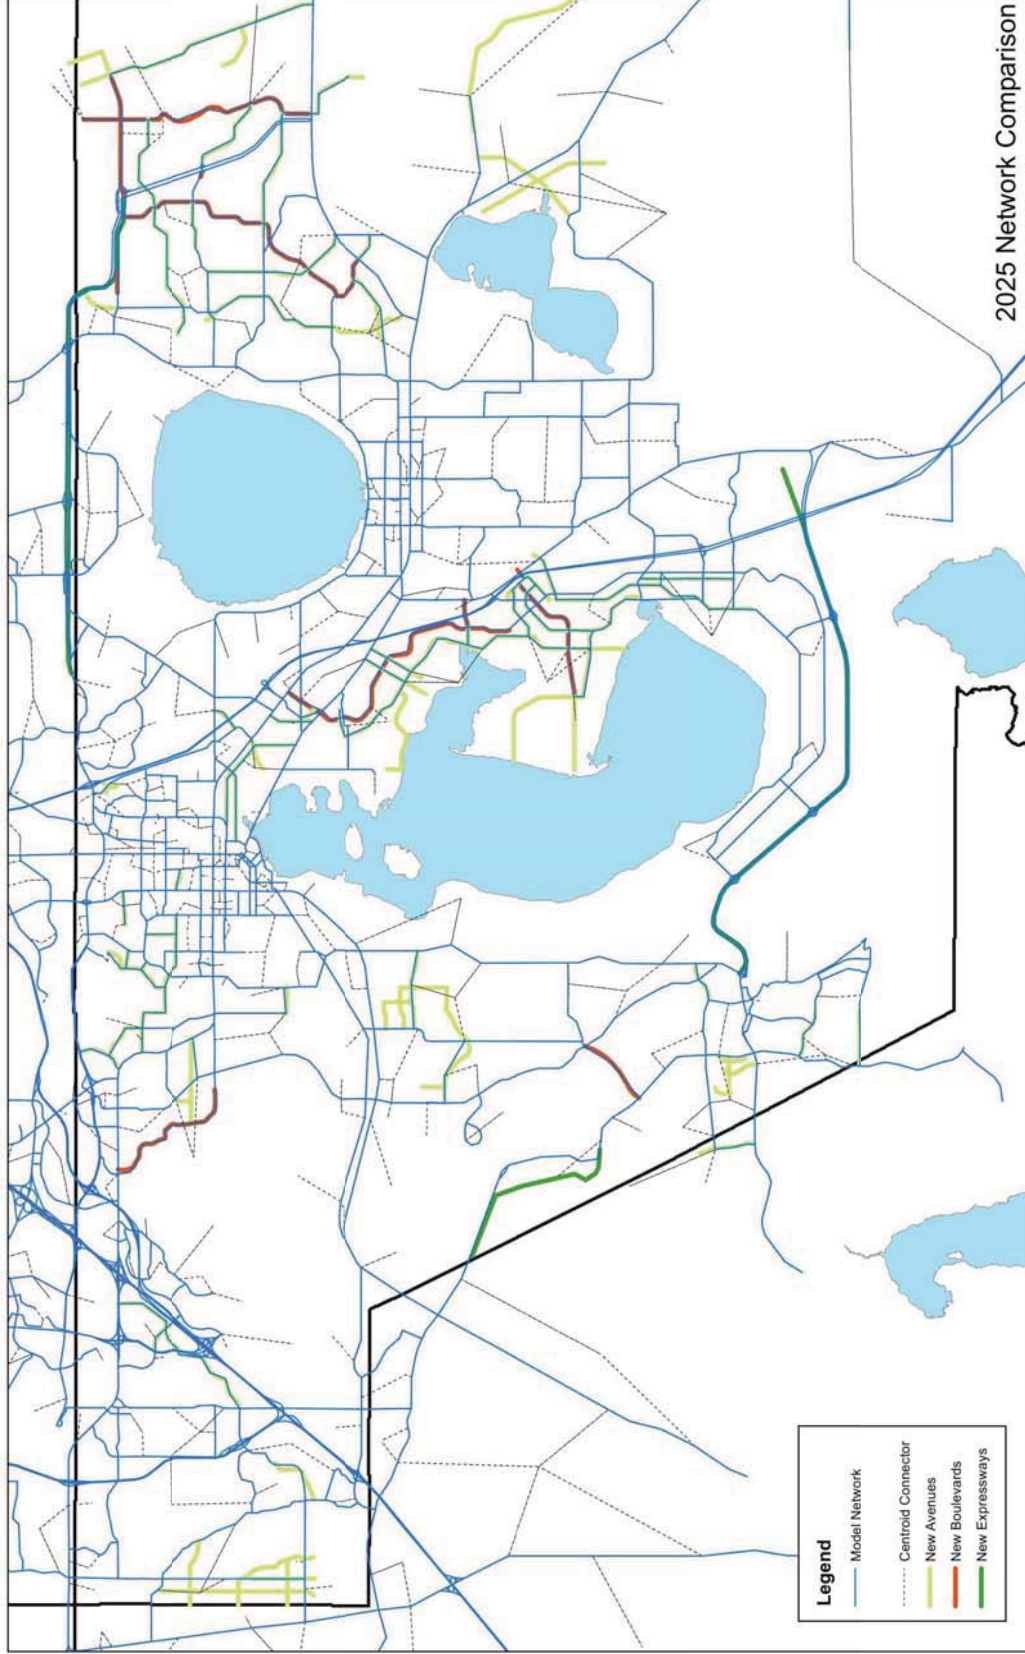 2025 Network Comparison
Legend
Model Network
Centroid Connector
New Avenues
New Boulevards
New Expressways